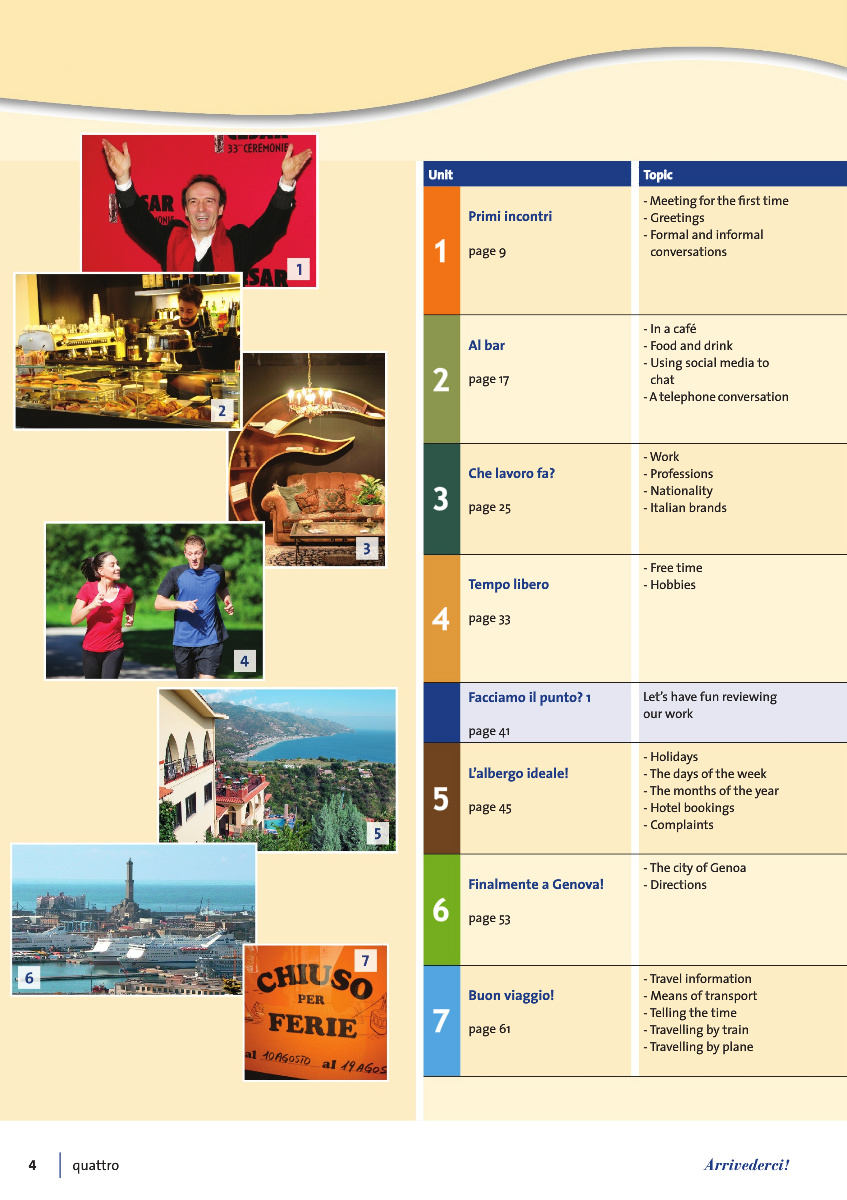 CESAR
33ME CÉRÉMONIE
SAR
MONIE
ESAR
1
2
3
4
5
6
7
CHIUSO
PER
FERIE
al 10 AGOSTO al 19 AGOS
Unit
Topic
1
Primi incontri
page 9
- Meeting for the first time
- Greetings
- Formal and informal
conversations
2
Al bar
page 17
- In a café
- Food and drink
- Using social media to
chat
- A telephone conversation
3
Che lavoro fa?
page 25
- Work
- Professions
- Nationality
- Italian brands
4
Tempo libero
page 33
- Free time
- Hobbies
Facciamo il punto? 1
page 41
Let's have fun reviewing
our work
5
L'albergo ideale!
page 45
- Holidays
- The days of the week
- The months of the year
- Hotel bookings
- Complaints
6
Finalmente a Genova!
page 53
- The city of Genoa
- Directions
7
Buon viaggio!
page 61
- Travel information
- Means of transport
- Telling the time
- Travelling by train
- Travelling by plane
4
quattro
Arrivederci!